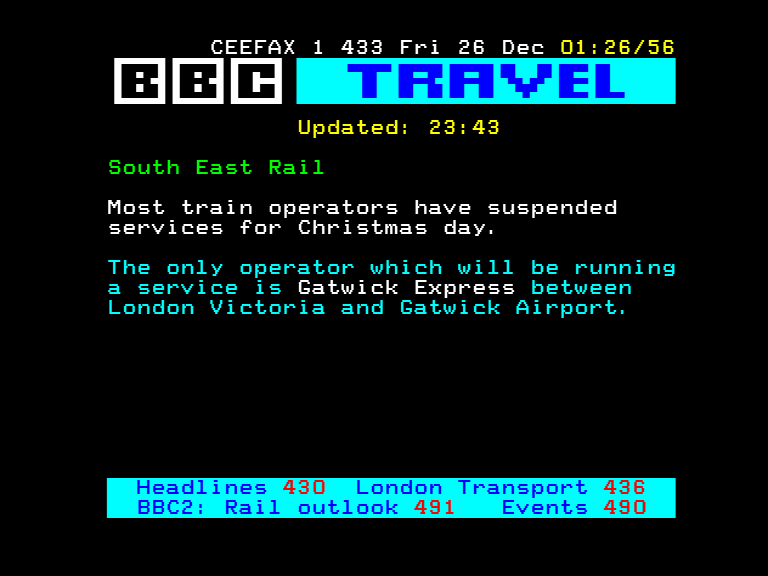 CEEFAX 1 433 Fri 26 Dec 01:26/56
BBC TRAVEL
Updated: 23:43
South East Rail
Most train operators have suspended
services for Christmas day.
The only operator which will be running
a service is Gatwick Express between
London Victoria and Gatwick Airport.
Headlines 430 London Transport 436
BBC2: Rail outlook 491 Events 490